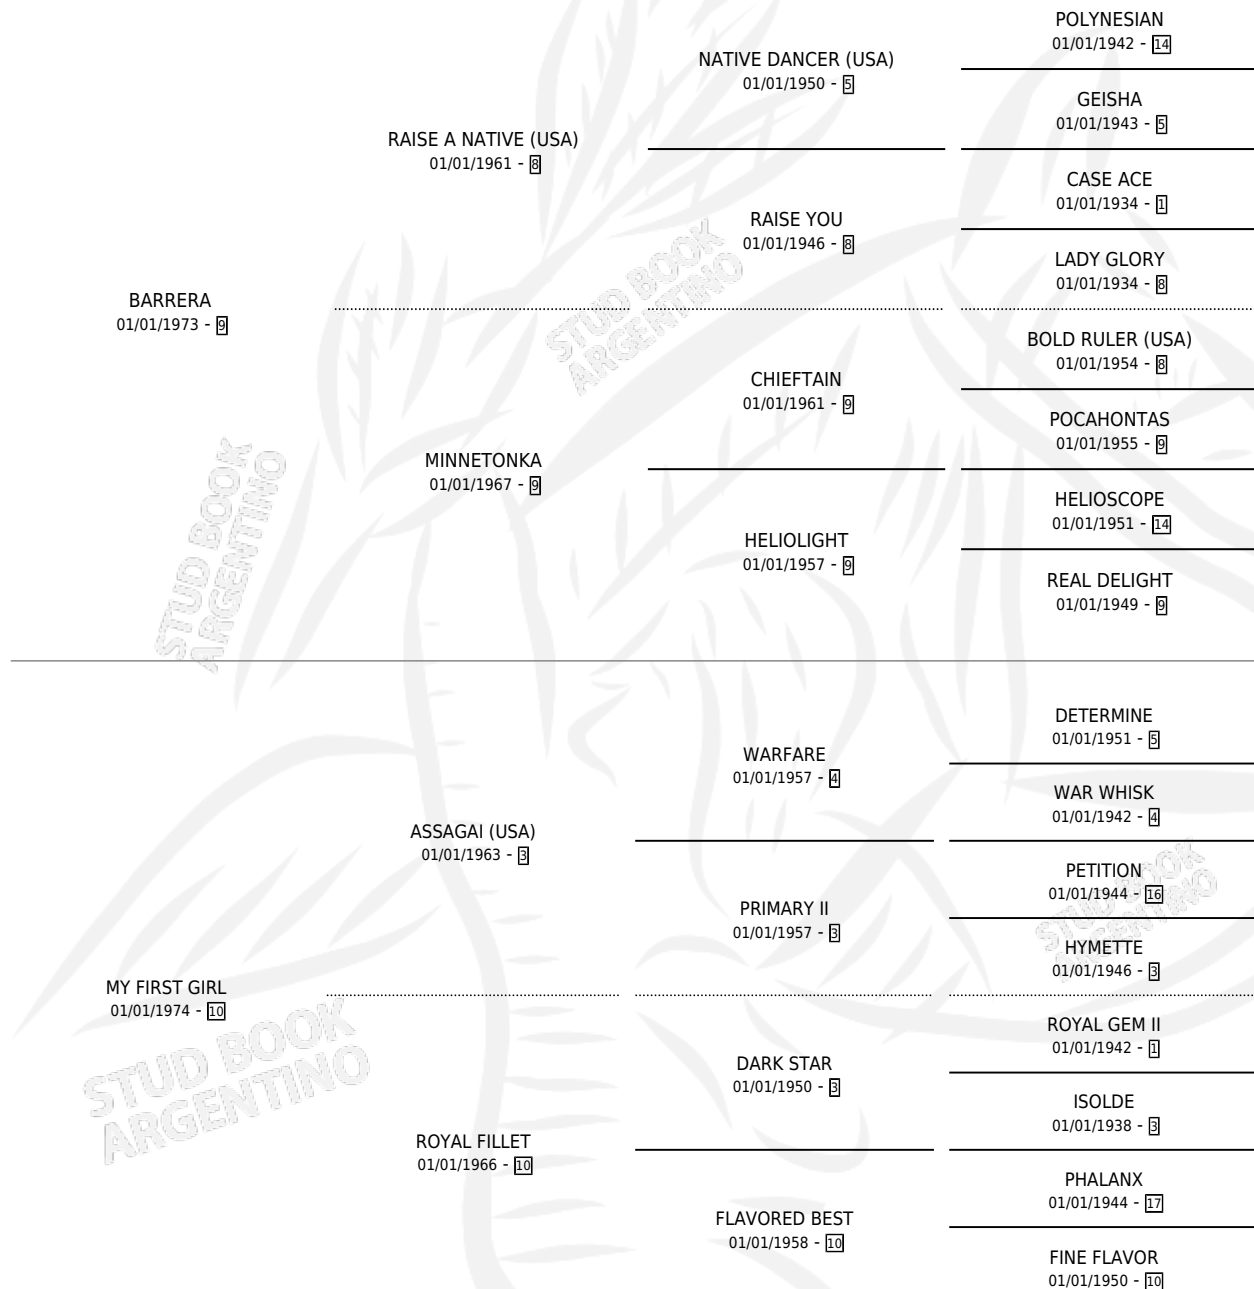 POLYNESIAN
01/01/1942 - 14
NATIVE DANCER (USA)
01/01/1950 - 5
GEISHA
01/01/1943 - 5
RAISE A NATIVE (USA)
01/01/1961 - 8
CASE ACE
01/01/1934 - 1
RAISE YOU
01/01/1946 - 8
LADY GLORY
01/01/1934 - 8
BARRERA
01/01/1973 - 9
BOLD RULER (USA)
01/01/1954 - 8
CHIEFTAIN
01/01/1961 - 9
POCAHONTAS
01/01/1955 - 9
MINNETONKA
01/01/1967 - 9
HELIOSCOPE
01/01/1951 - 14
HELIOLIGHT
01/01/1957 - 9
REAL DELIGHT
01/01/1949 - 9
DETERMINE
01/01/1951 - 5
WARFARE
01/01/1957 - 4
WAR WHISK
01/01/1942 - 4
ASSAGAI (USA)
01/01/1963 - 3
PETITION
01/01/1944 - 16
PRIMARY II
01/01/1957 - 3
HYMETTE
01/01/1946 - 3
MY FIRST GIRL
01/01/1974 - 10
ROYAL GEM II
01/01/1942 - 1
DARK STAR
01/01/1950 - 3
ISOLDE
01/01/1938 - 3
ROYAL FILLET
01/01/1966 - 10
PHALANX
01/01/1944 - 17
FLAVORED BEST
01/01/1958 - 10
FINE FLAVOR
01/01/1950 - 10
STUD BOOK
ARGENTINO
STUD BOOK
ARGENTINO
STUD BOOK
ARGENTINO
STUD BOOK
ARGENTINO